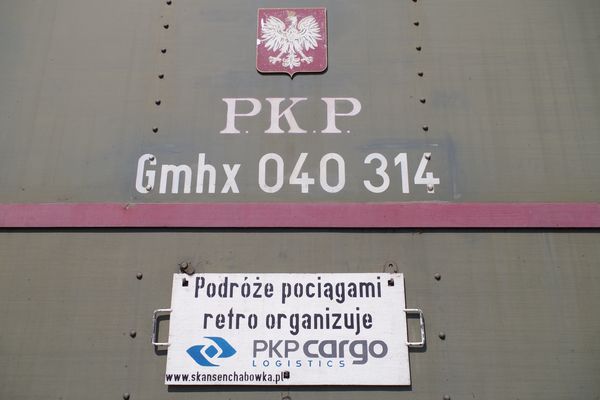 P.K.P.
Gmhx 040 314
Podróże pociągami
retro organizuje
PKP cargo
LOGISTICS
www.skansenchabowka.pl